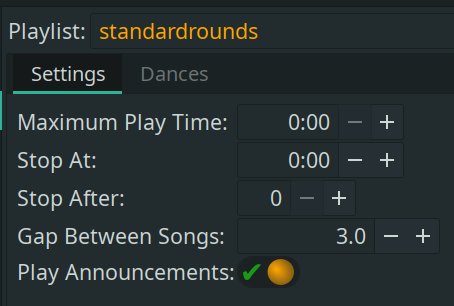 Playlist: standardrounds
Settings Dances
Maximum Play Time: 0:00 − +
Stop At: 0:00 − +
Stop After: 0 − +
Gap Between Songs: 3.0 − +
Play Announcements: ✔